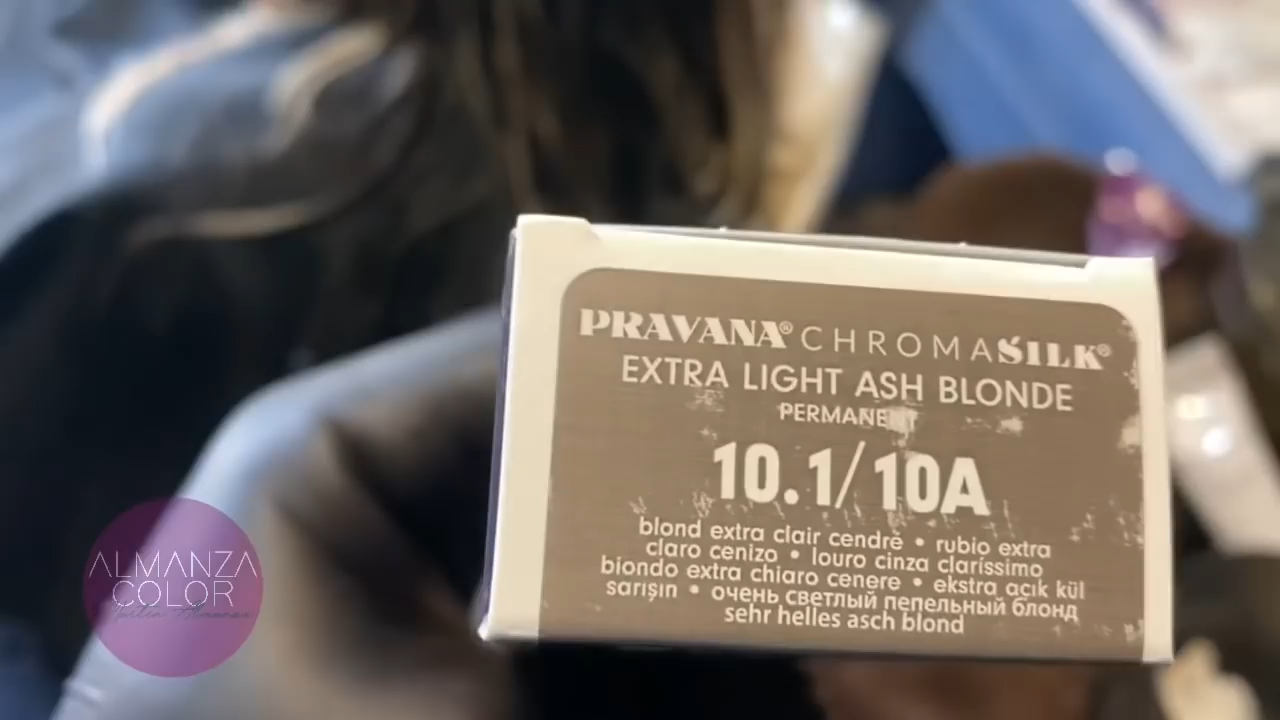 PRAVANA® CHROMASILK®
EXTRA LIGHT ASH BLONDE
PERMANENT
10.1/10A
blond extra clair cendré • rubio extra
claro cenizo • louro cinza claríssimo
biondo extra chiaro cenere • ekstra açık kül
sarışın • очень светлый пепельный блонд
sehr helles asch blond
ALMANZA
COLOR